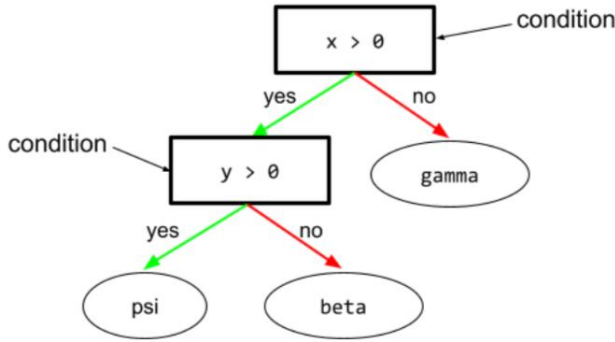 condition
x > 0
yes
no
condition
y > 0
gamma
yes
no
psi
beta